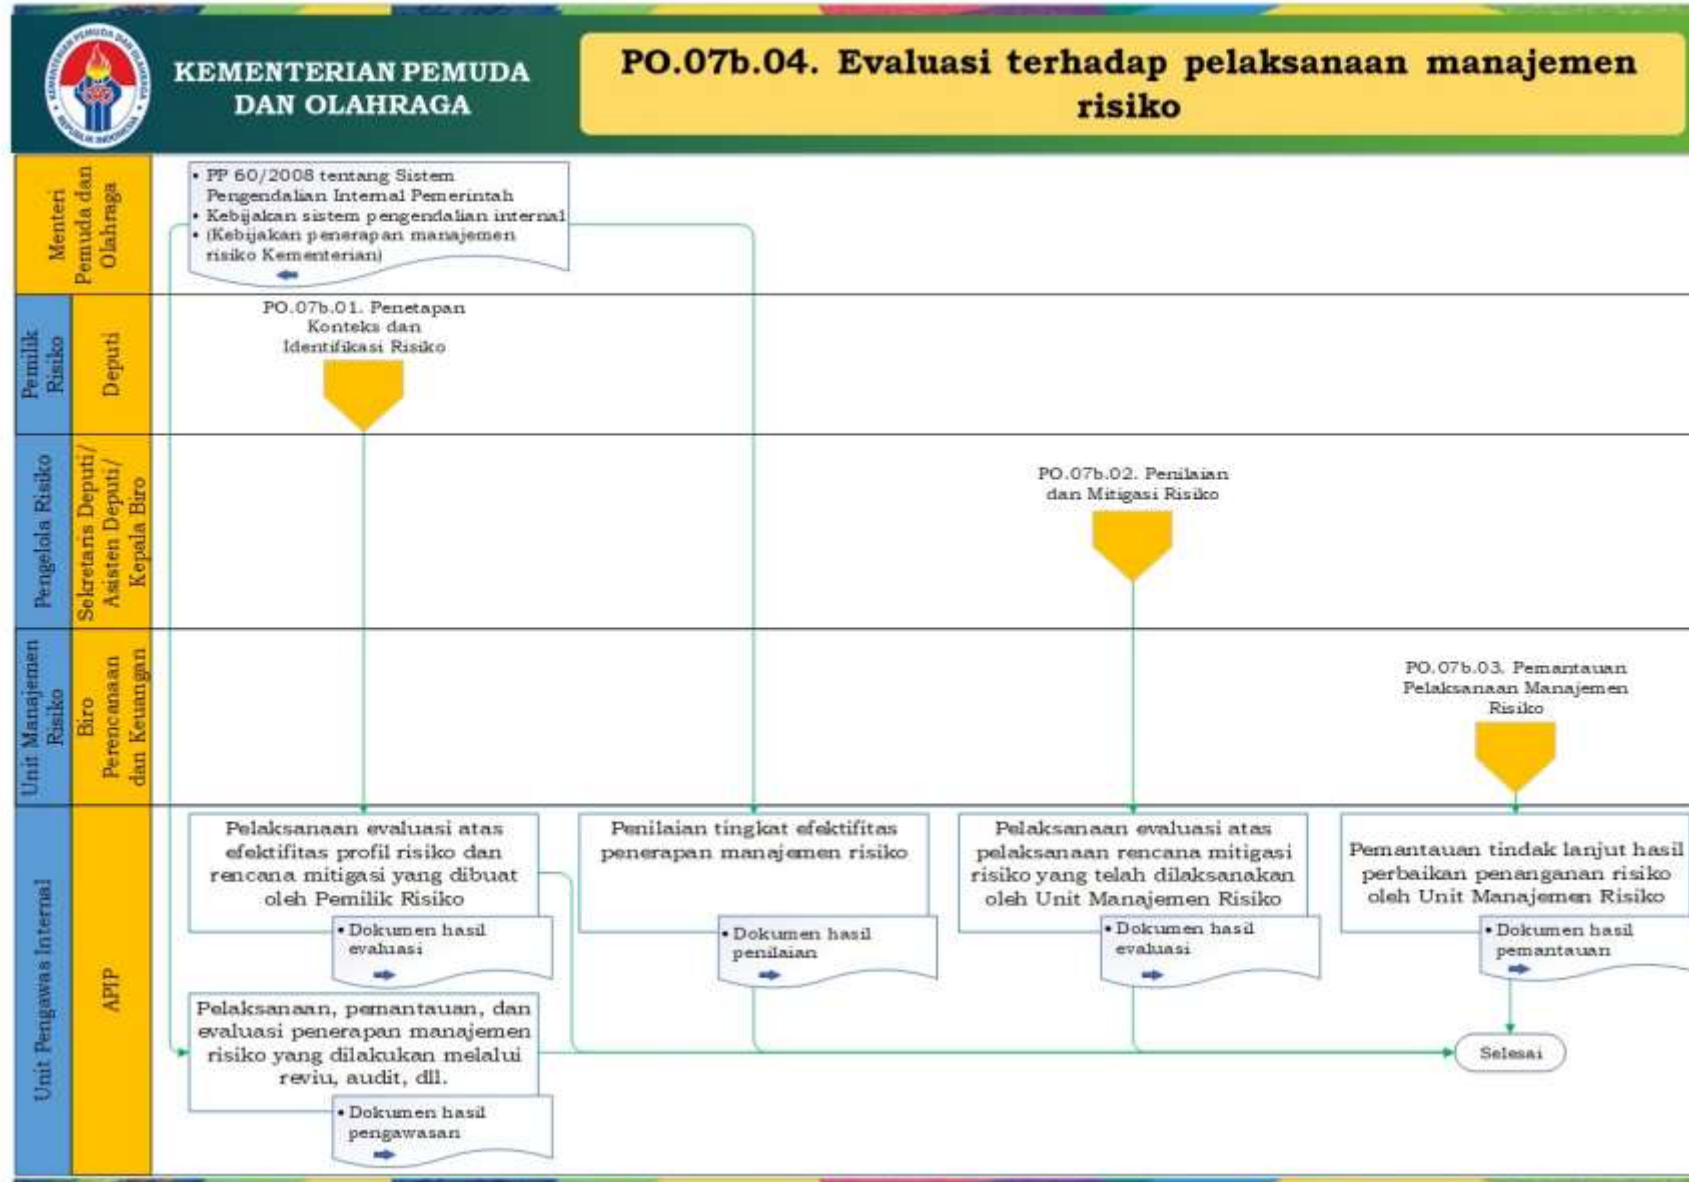 KEMENTERIAN PEMUDA DAN OLAHRAGA
REPUBLIK INDONESIA
KEMENTERIAN PEMUDA
DAN OLAHRAGA
PO.07b.04. Evaluasi terhadap pelaksanaan manajemen
risiko
Menteri
Pemuda dan
Olahraga
• PP 60/2008 tentang Sistem
Pengendalian Internal Pemerintah
• Kebijakan sistem pengendalian internal
• (Kebijakan penerapan manajemen
risiko Kementerian)
Pemilik
Risiko
Deputi
PO.07b.01. Penetapan
Konteks dan
Identifikasi Risiko
Pengelola Risiko
Sekretaris Deputi/
Asisten Deputi/
Kepala Biro
PO.07b.02. Penilaian
dan Mitigasi Risiko
Unit Manajemen
Risiko
Biro
Perencanaan
dan Keuangan
PO.07b.03. Pemantauan
Pelaksanaan Manajemen
Risiko
Unit Pengawas Internal
APIP
Pelaksanaan evaluasi atas
efektifitas profil risiko dan
rencana mitigasi yang dibuat
oleh Pemilik Risiko
• Dokumen hasil
evaluasi
Penilaian tingkat efektifitas
penerapan manajemen risiko
• Dokumen hasil
penilaian
Pelaksanaan evaluasi atas
pelaksanaan rencana mitigasi
risiko yang telah dilaksanakan
oleh Unit Manajemen Risiko
• Dokumen hasil
evaluasi
Pemantauan tindak lanjut hasil
perbaikan penanganan risiko
oleh Unit Manajemen Risiko
• Dokumen hasil
pemantauan
Pelaksanaan, pemantauan, dan
evaluasi penerapan manajemen
risiko yang dilakukan melalui
reviu, audit, dll.
• Dokumen hasil
pengawasan
Selesai